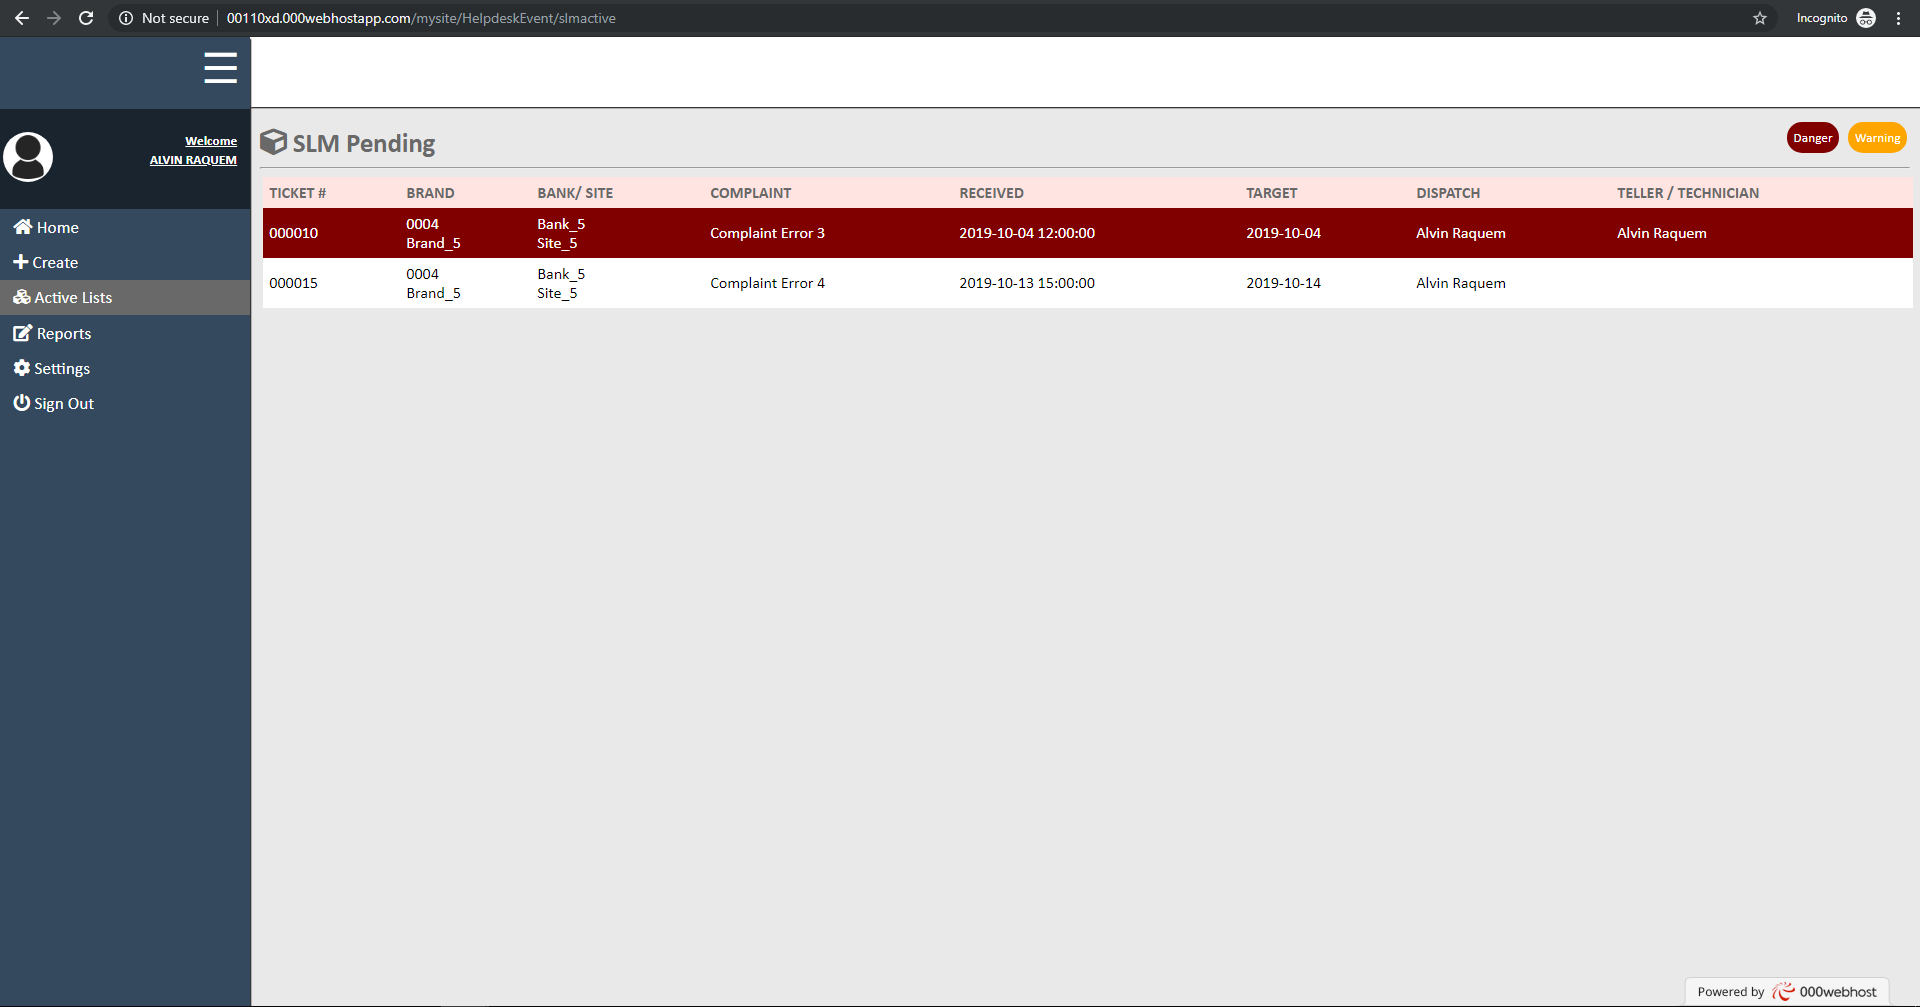 Not secure 00110xd.000webhostapp.com/mysite/HelpdeskEvent/slmactive Incognito
Welcome
ALVIN RAQUEM
Home
Create
Active Lists
Reports
Settings
Sign Out
SLM Pending Danger Warning
TICKET # BRAND BANK/ SITE COMPLAINT RECEIVED TARGET DISPATCH TELLER / TECHNICIAN
000010 0004 Bank_5 Complaint Error 3 2019-10-04 12:00:00 2019-10-04 Alvin Raquem Alvin Raquem
Brand_5 Site_5
000015 0004 Bank_5 Complaint Error 4 2019-10-13 15:00:00 2019-10-14 Alvin Raquem
Brand_5 Site_5
Powered by 000webhost